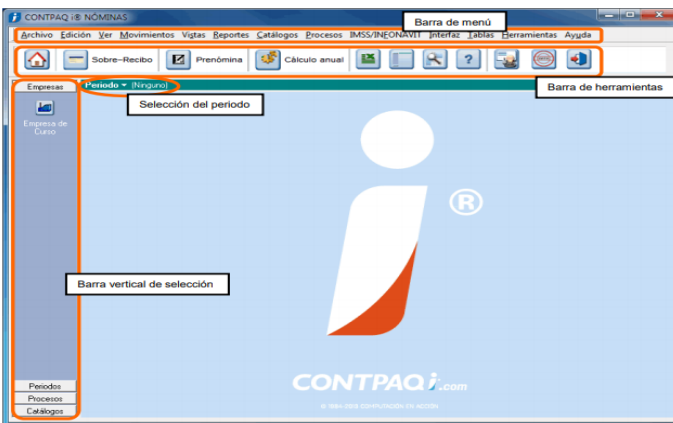 CONTPAQ i® NÓMINAS
Barra de menú
Archivo Edición Ver Movimientos Vistas Reportes Catálogos Procesos IMSS/INFONAVIT Interfaz Tablas Herramientas Ayuda
Sobre-Recibo Prenómina Cálculo anual
Barra de herramientas
Empresas
Periodo (Ninguno)
Selección del periodo
Empresa de
Curso
®
Barra vertical de selección
CONTPAQ i.com
Periodos
Procesos
Catálogos